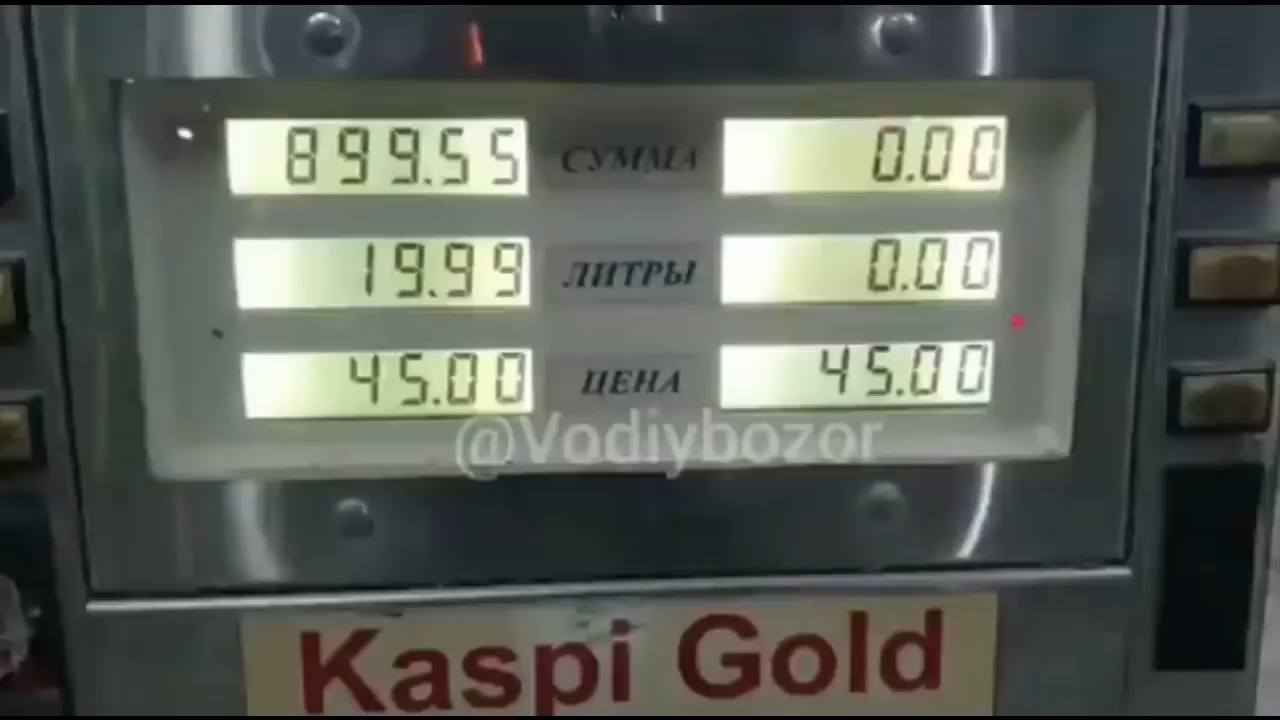 899.55 СУММА 0.00
19.99 ЛИТРЫ 0.00
45.00 ЦЕНА 45.00
@Vodiybozor
Kaspi Gold